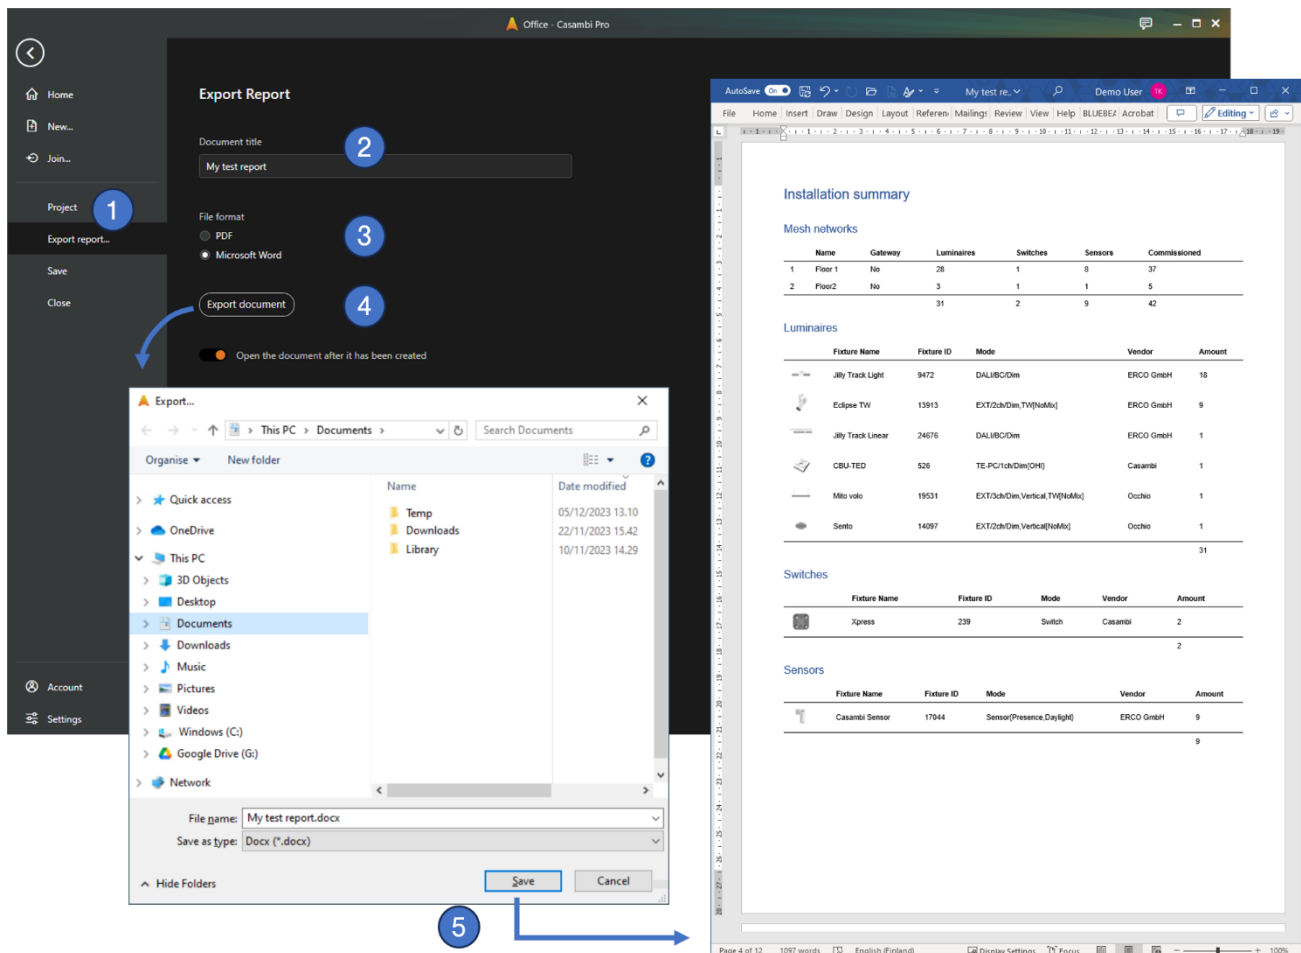 Office - Casambi Pro
Home
New...
Join...
Project
Export report...
Save
Close
Account
Settings
1
Export Report
Document title
2
My test report
File format
3
PDF
Microsoft Word
Export document
4
Open the document after it has been created
Export...
This PC > Documents >
Search Documents
Organise
New folder
Name
Date modified
Quick access
OneDrive
This PC
3D Objects
Desktop
Documents
Downloads
Music
Pictures
Videos
Windows (C:)
Google Drive (G:)
Network
Temp 05/12/2023 13.10
Downloads 22/11/2023 15.42
Library 10/11/2023 14.29
File name: My test report.docx
Save as type: Docx (*.docx)
Hide Folders
Save
Cancel
5
AutoSave On My test re.. Demo User TK
File Home Insert Draw Design Layout Referen Mailings Review View Help BLUEBEA Acrobat Editing
Installation summary
Mesh networks
Name Gateway Luminaires Switches Sensors Commissioned
1 Floor 1 No 28 1 8 37
2 Floor2 No 3 1 1 5
31 2 9 42
Luminaires
Fixture Name Fixture ID Mode Vendor Amount
Jilly Track Light 9472 DALI/BC/Dim ERCO GmbH 18
Eclipse TW 13913 EXT/2ch/Dim,TW[NoMix] ERCO GmbH 9
Jilly Track Linear 24676 DALI/BC/Dim ERCO GmbH 1
CBU-TED 526 TE-PC/1ch/Dim[OHI] Casambi 1
Mito volo 19531 EXT/3ch/Dim,Vertical,TW[NoMix] Occhio 1
Sento 14097 EXT/2ch/Dim,Vertical[NoMix] Occhio 1
31
Switches
Fixture Name Fixture ID Mode Vendor Amount
Xpress 239 Switch Casambi 2
2
Sensors
Fixture Name Fixture ID Mode Vendor Amount
Casambi Sensor 17044 Sensor(Presence,Daylight) ERCO GmbH 9
9
Page 4 of 12 1097 words English (Finland) Display Settings Focus 100%